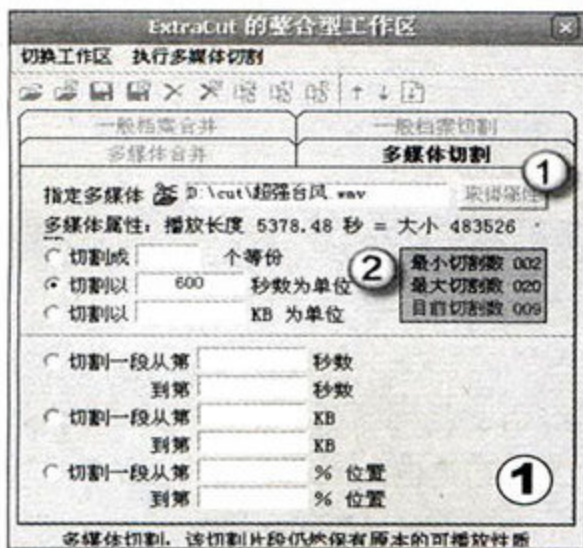 ExtraCut 的整合型工作区
切换工作区 执行多媒体切割
一般档案合并 一般档案切割
多媒体合并 多媒体切割
1
指定多媒体 D:\cut\超强台风.wmv 取得属性
多媒体属性: 播放长度 5378.48 秒 = 大小 483526
切割成 个等份
2
切割以 600 秒数为单位
切割以 KB 为单位
最小切割数 002
最大切割数 020
目前切割数 009
切割一段从第 秒数
到第 秒数
切割一段从第 KB
到第 KB
切割一段从第 % 位置
到第 % 位置
1
多媒体切割, 该切割片段仍然保有原本的可播放性质